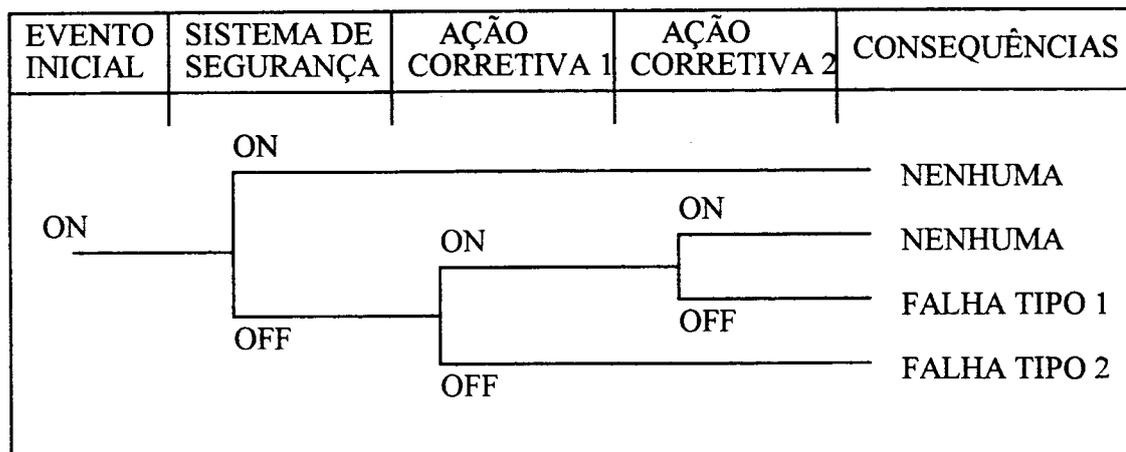 EVENTO INICIAL
SISTEMA DE SEGURANÇA
AÇÃO CORRETIVA 1
AÇÃO CORRETIVA 2
CONSEQUÊNCIAS
ON
NENHUMA
ON
ON
ON
NENHUMA
FALHA TIPO 1
OFF
OFF
FALHA TIPO 2
OFF